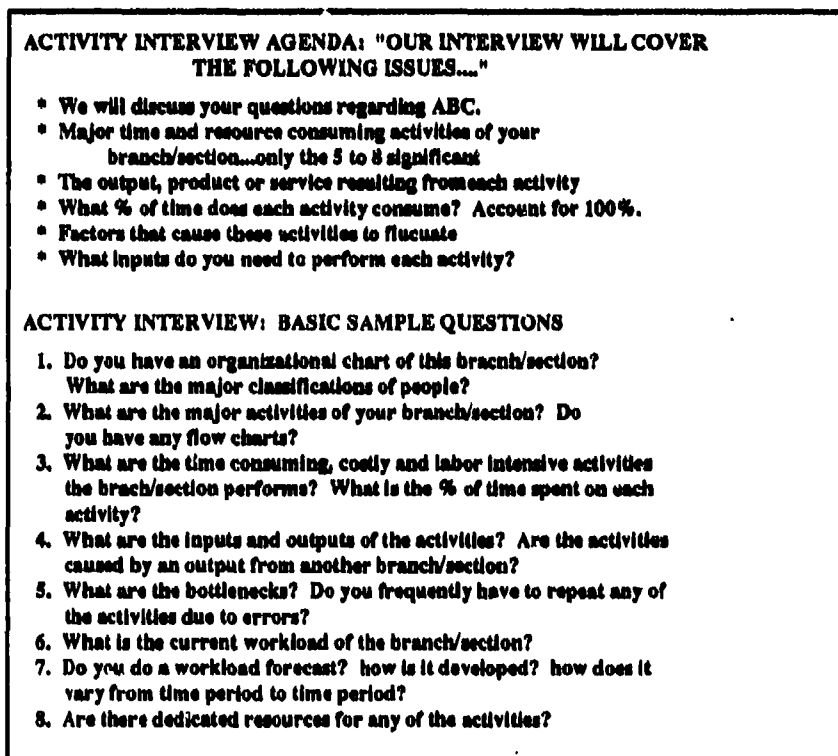 ACTIVITY INTERVIEW AGENDA: "OUR INTERVIEW WILL COVER
THE FOLLOWING ISSUES...."
* We will discuss your questions regarding ABC.
* Major time and resource consuming activities of your
branch/section...only the 5 to 8 significant
* The output, product or service resulting from each activity
* What % of time does each activity consume? Account for 100%.
* Factors that cause these activities to flucuate
* What inputs do you need to perform each activity?
ACTIVITY INTERVIEW: BASIC SAMPLE QUESTIONS
1. Do you have an organizational chart of this bracnh/section?
What are the major classifications of people?
2. What are the major activities of your branch/section? Do
you have any flow charts?
3. What are the time consuming, costly and labor intensive activities
the brach/section performs? What is the % of time spent on each
activity?
4. What are the inputs and outputs of the activities? Are the activities
caused by an output from another branch/section?
5. What are the bottlenecks? Do you frequently have to repeat any of
the activities due to errors?
6. What is the current workload of the branch/section?
7. Do you do a workload forecast? how is it developed? how does it
vary from time period to time period?
8. Are there dedicated resources for any of the activities?